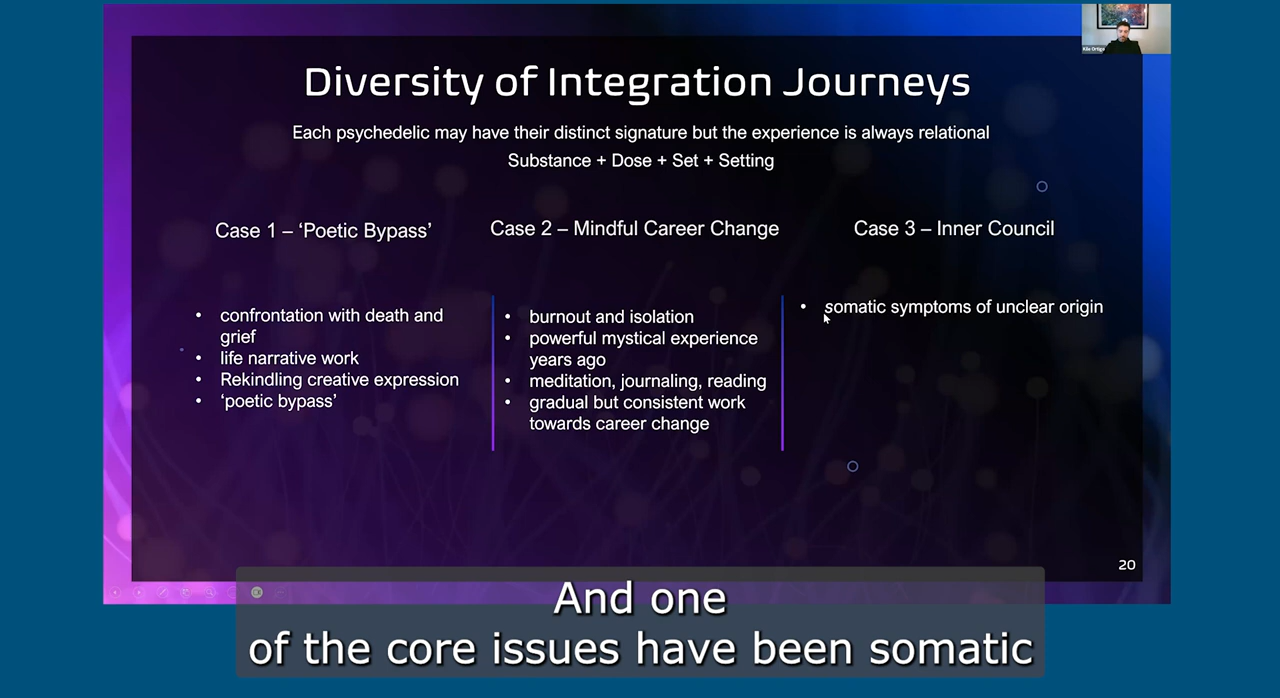 Kile Ortigo
Diversity of Integration Journeys
Each psychedelic may have their distinct signature but the experience is always relational
Substance + Dose + Set + Setting
Case 1 – ‘Poetic Bypass’
• confrontation with death and
grief
• life narrative work
• Rekindling creative expression
• ‘poetic bypass’
Case 2 – Mindful Career Change
• burnout and isolation
• powerful mystical experience
years ago
• meditation, journaling, reading
• gradual but consistent work
towards career change
Case 3 – Inner Council
• somatic symptoms of unclear origin
20
And one
of the core issues have been somatic